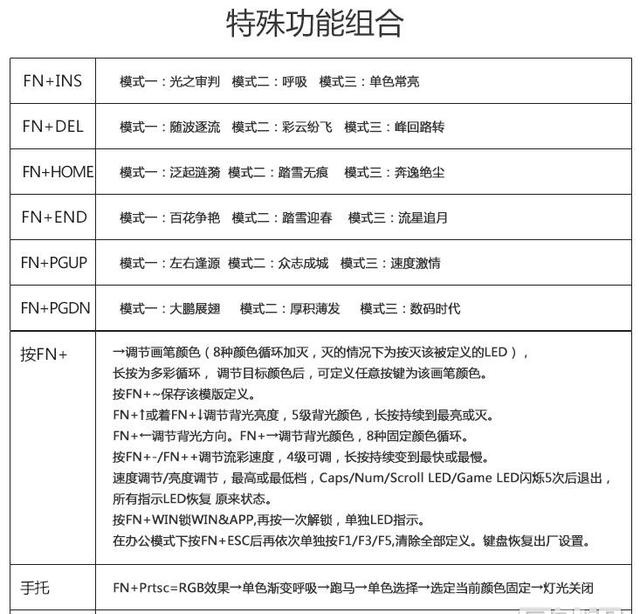 特殊功能组合
FN+INS 模式一：光之审判 模式二：呼吸 模式三：单色常亮
FN+DEL 模式一：随波逐流 模式二：彩云纷飞 模式三：峰回路转
FN+HOME 模式一：泛起涟漪 模式二：踏雪无痕 模式三：奔逸绝尘
FN+END 模式一：百花争艳 模式二：踏雪迎春 模式三：流星追月
FN+PGUP 模式一：左右逢源 模式二：众志成城 模式三：速度激情
FN+PGDN 模式一：大鹏展翅 模式二：厚积薄发 模式三：数码时代
按FN+ →调节画笔颜色（8种颜色循环加灭，灭的情况下为按灭该被定义的LED），
长按为多彩循环， 调节目标颜色后，可定义任意按键为该画笔颜色。
按FN+~保存该模版定义。
FN+↑或着FN+↓调节背光亮度，5级背光颜色，长按持续到最亮或灭。
FN+←调节背光方向。FN+→调节背光颜色，8种固定颜色循环。
按FN+-/FN++调节流彩速度，4级可调，长按持续变到最快或最慢。
速度调节/亮度调节，最高或最低档，Caps/Num/Scroll LED/Game LED闪烁5次后退出，
所有指示LED恢复 原来状态。
按FN+WIN锁WIN&APP,再按一次解锁，单独LED指示。
在办公模式下按FN+ESC后再依次单独按F1/F3/F5,清除全部定义。键盘恢复出厂设置。
手托 FN+Prtsc=RGB效果→单色渐变呼吸→跑马→单色选择→选定当前颜色固定→灯光关闭